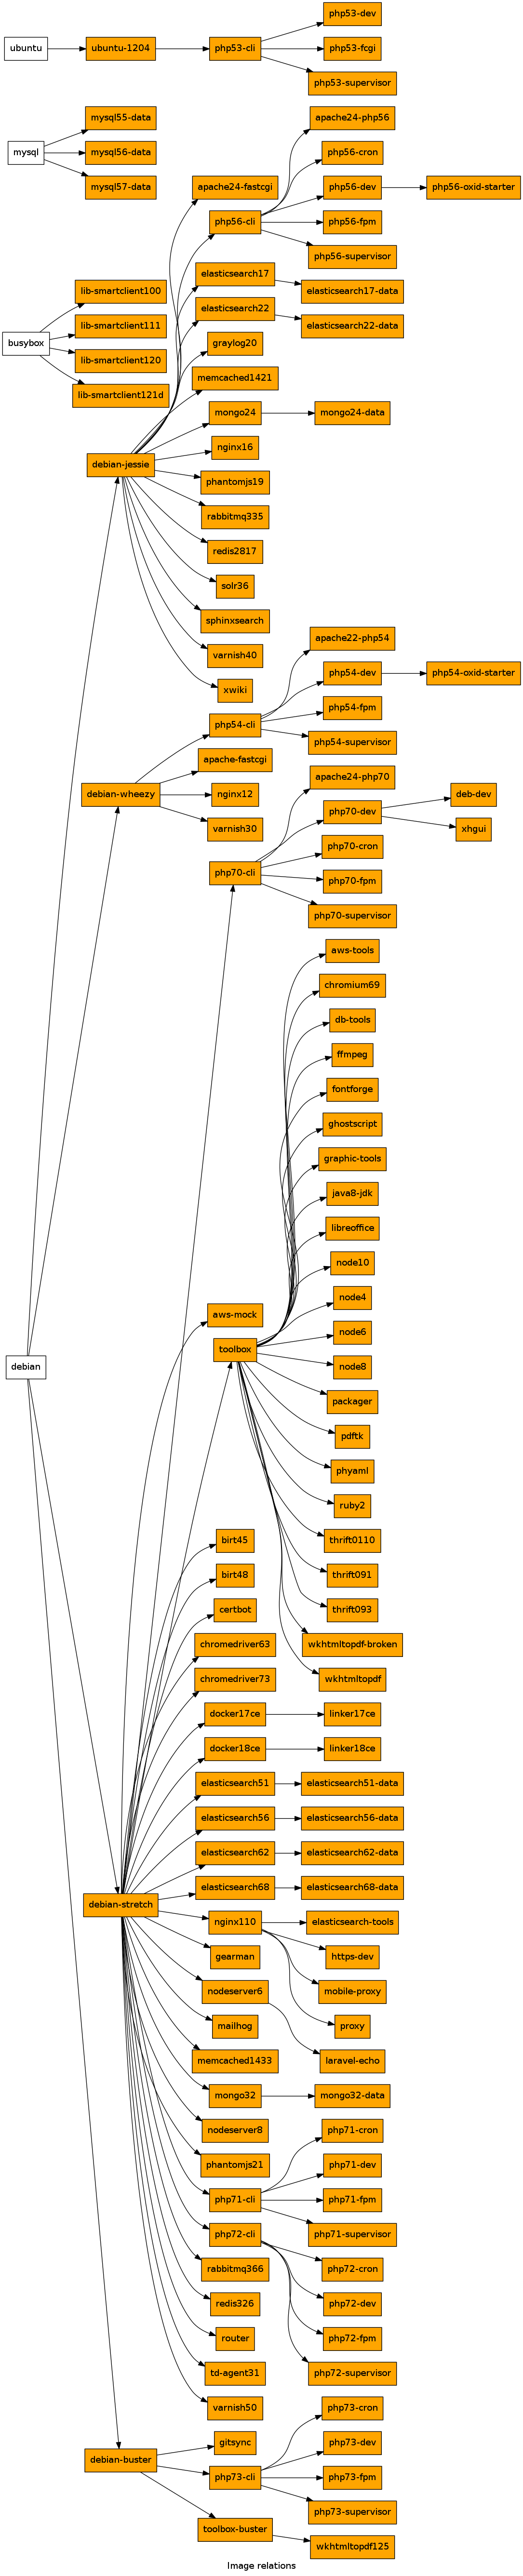 php53-dev
ubuntu
ubuntu-1204
php53-cli
php53-fcgi
php53-supervisor
mysql55-data
apache24-php56
mysql
mysql56-data
php56-cron
mysql57-data
apache24-fastcgi
php56-dev
php56-oxid-starter
php56-cli
php56-fpm
php56-supervisor
elasticsearch17
lib-smartclient100
elasticsearch17-data
elasticsearch22
lib-smartclient111
elasticsearch22-data
busybox
graylog20
lib-smartclient120
memcached1421
lib-smartclient121d
mongo24
mongo24-data
nginx16
debian-jessie
phantomjs19
rabbitmq335
redis2817
solr36
sphinxsearch
apache22-php54
varnish40
php54-dev
php54-oxid-starter
xwiki
php54-fpm
php54-cli
php54-supervisor
apache-fastcgi
apache24-php70
debian-wheezy
nginx12
deb-dev
php70-dev
varnish30
xhgui
php70-cron
php70-cli
php70-fpm
php70-supervisor
aws-tools
chromium69
db-tools
ffmpeg
fontforge
ghostscript
graphic-tools
java8-jdk
libreoffice
node10
node4
aws-mock
node6
toolbox
debian
node8
packager
pdftk
phyaml
ruby2
birt45
thrift0110
birt48
thrift091
certbot
thrift093
chromedriver63
wkhtmltopdf-broken
chromedriver73
wkhtmltopdf
docker17ce
linker17ce
docker18ce
linker18ce
elasticsearch51
elasticsearch51-data
elasticsearch56
elasticsearch56-data
elasticsearch62
elasticsearch62-data
elasticsearch68
elasticsearch68-data
debian-stretch
nginx110
elasticsearch-tools
gearman
https-dev
nodeserver6
mobile-proxy
mailhog
proxy
memcached1433
laravel-echo
mongo32
mongo32-data
nodeserver8
php71-cron
phantomjs21
php71-dev
php71-cli
php71-fpm
php72-cli
php71-supervisor
rabbitmq366
php72-cron
redis326
php72-dev
router
php72-fpm
td-agent31
php72-supervisor
varnish50
php73-cron
gitsync
php73-dev
debian-buster
php73-cli
php73-fpm
php73-supervisor
toolbox-buster
wkhtmltopdf125
Image relations